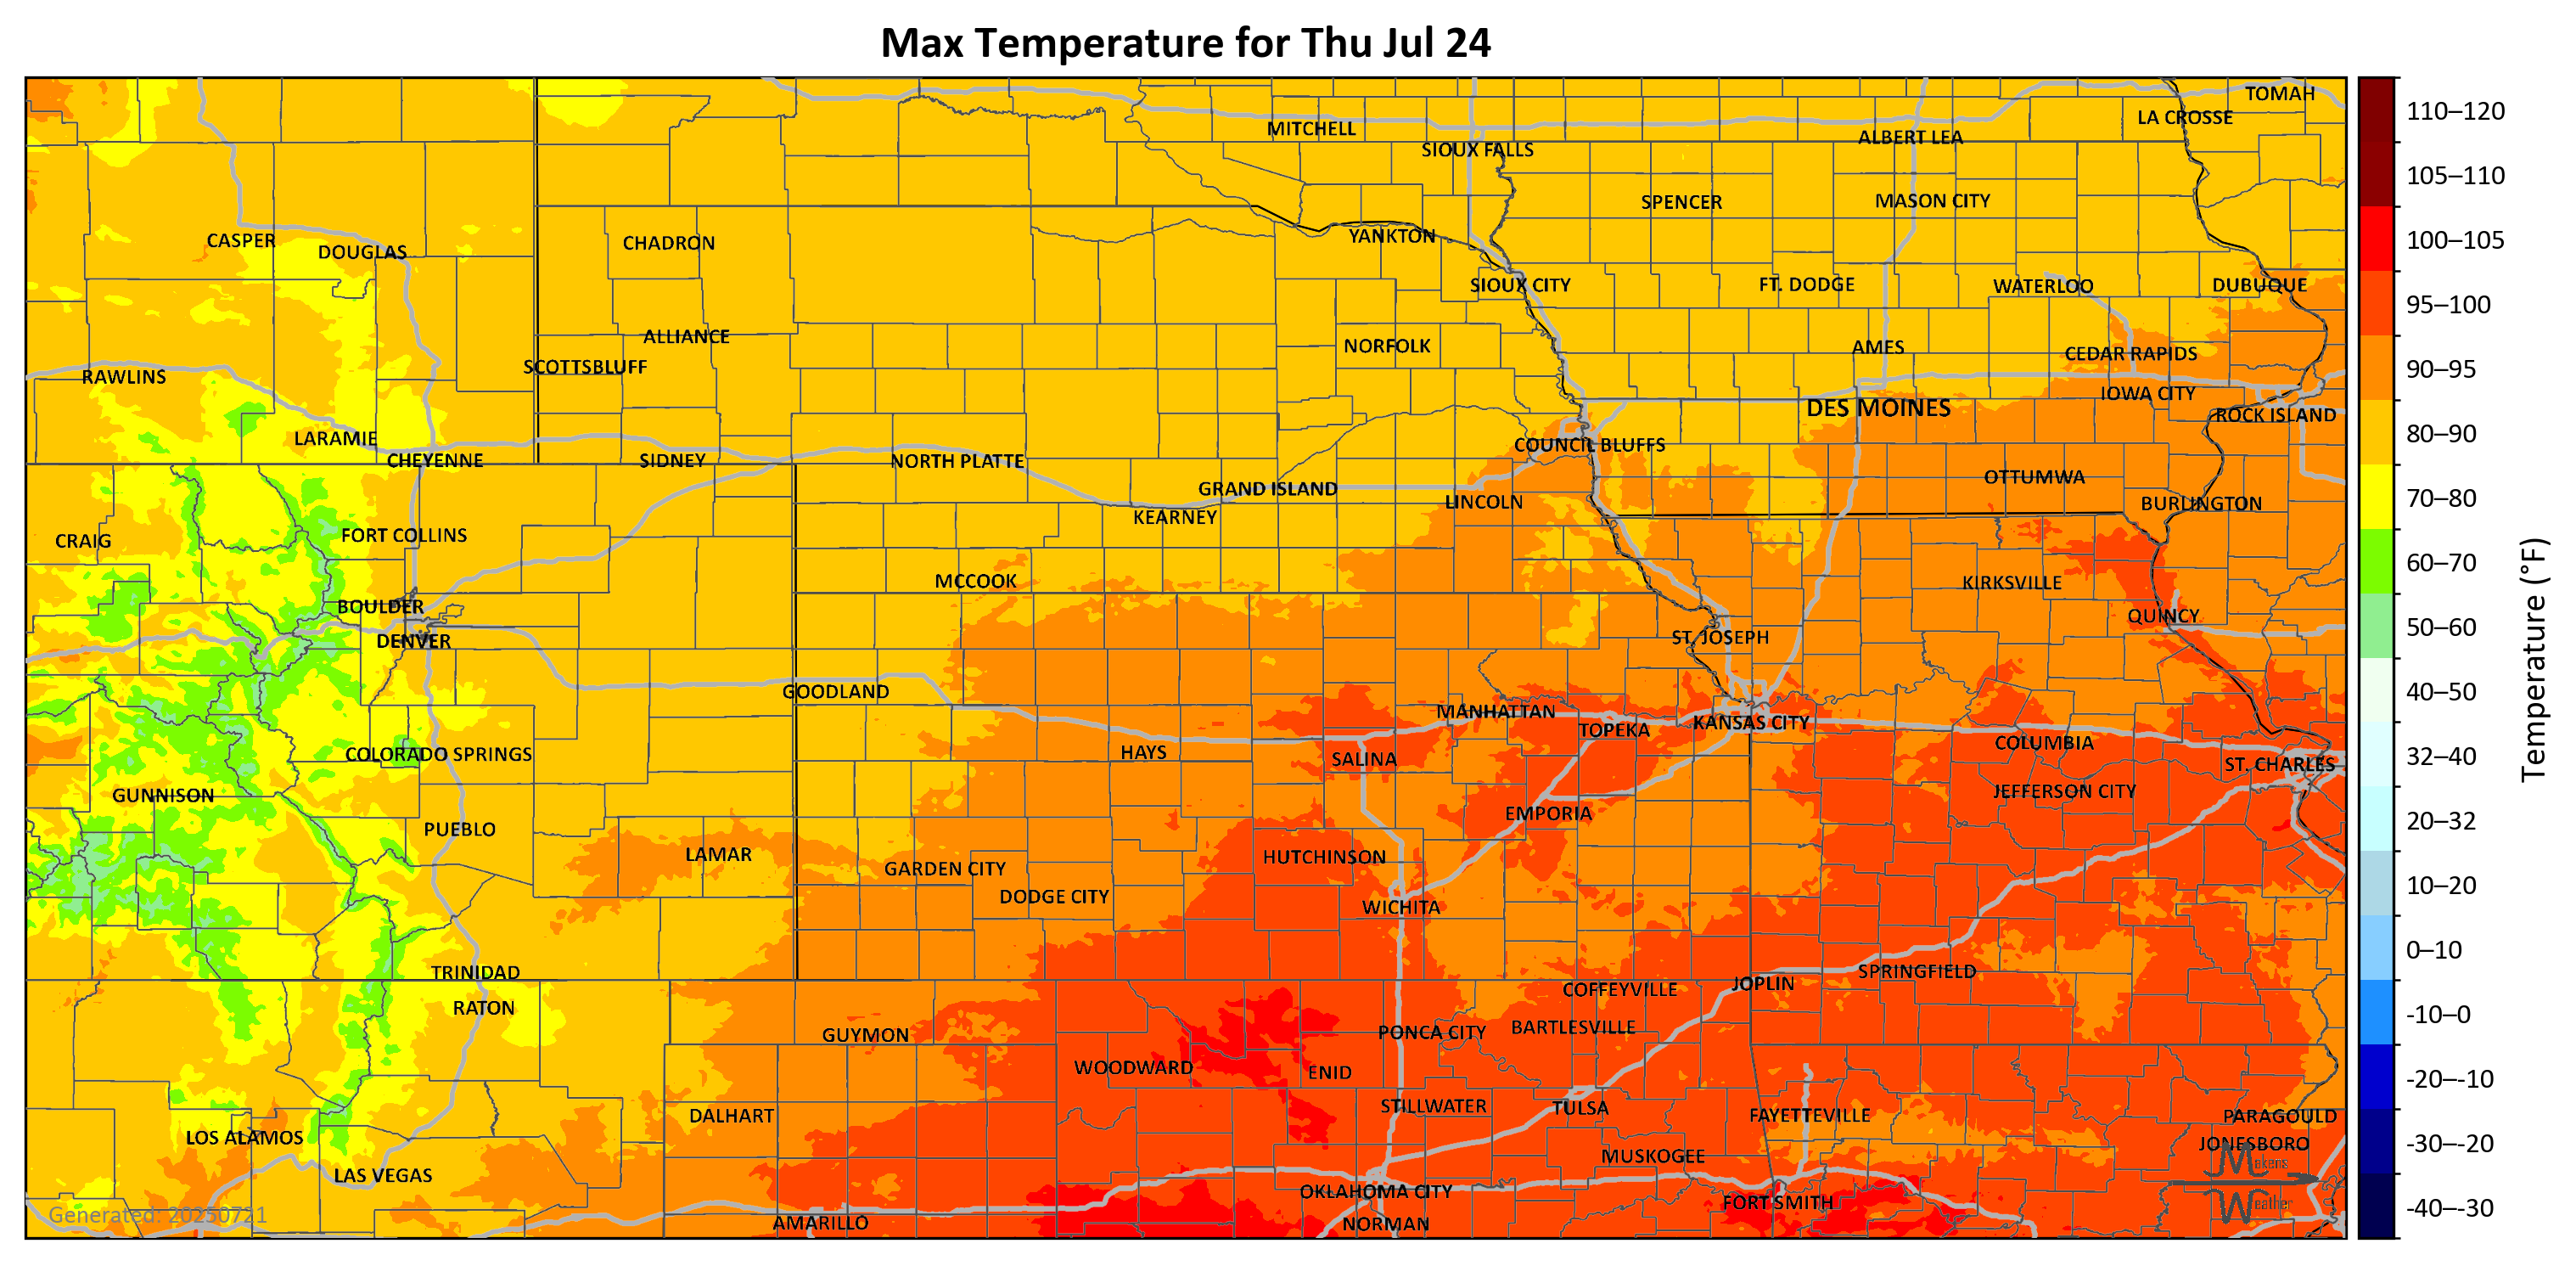 Max Temperature for Thu Jul 24
TOMAH
LA CROSSE
MITCHELL
ALBERT LEA
SIOUX FALLS
SPENCER
MASON CITY
CASPER
DOUGLAS
CHADRON
YANKTON
SIOUX CITY
FT. DODGE
WATERLOO
DUBUQUE
ALLIANCE
NORFOLK
AMES
CEDAR RAPIDS
SCOTTSBLUFF
RAWLINS
IOWA CITY
DES MOINES
ROCK ISLAND
LARAMIE
COUNCIL BLUFFS
CHEYENNE
SIDNEY
NORTH PLATTE
OTTUMWA
GRAND ISLAND
LINCOLN
BURLINGTON
KEARNEY
CRAIG
FORT COLLINS
MCCOOK
KIRKSVILLE
BOULDER
QUINCY
DENVER
ST. JOSEPH
GOODLAND
MANHATTAN
KANSAS CITY
TOPEKA
COLUMBIA
COLORADO SPRINGS
HAYS
SALINA
ST. CHARLES
GUNNISON
JEFFERSON CITY
EMPORIA
PUEBLO
LAMAR
HUTCHINSON
GARDEN CITY
DODGE CITY
WICHITA
TRINIDAD
SPRINGFIELD
JOPLIN
COFFEYVILLE
RATON
GUYMON
PONCA CITY
BARTLESVILLE
WOODWARD
ENID
STILLWATER
TULSA
DALHART
FAYETTEVILLE
PARAGOULD
LOS ALAMOS
JONESBORO
MUSKOGEE
LAS VEGAS
OKLAHOMA CITY
FORT SMITH
AMARILLO
NORMAN
Makens
Weather
Generated: 20250721
110–120
105–110
100–105
95–100
90–95
80–90
70–80
60–70
50–60
40–50
32–40
20–32
10–20
0–10
-10–0
-20–-10
-30–-20
-40–-30
Temperature (°F)